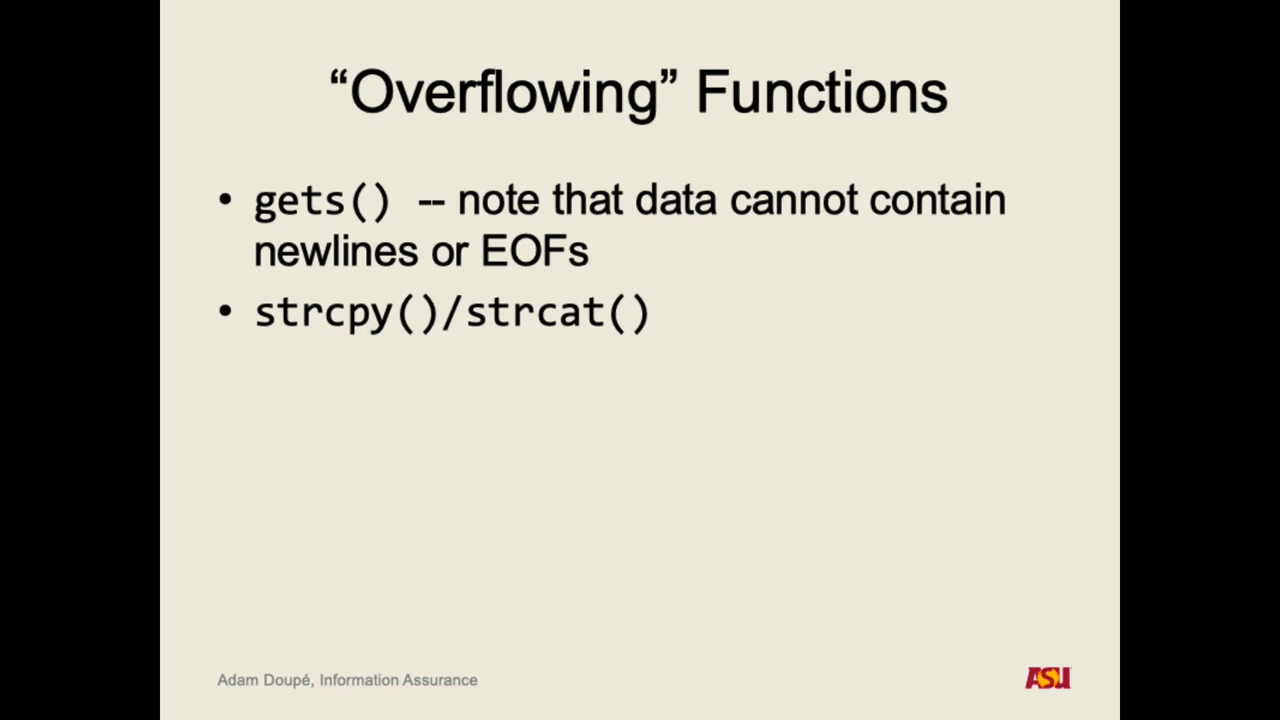 “Overflowing” Functions
• gets() -- note that data cannot contain
newlines or EOFs
• strcpy()/strcat()
Adam Doupé, Information Assurance
ASU